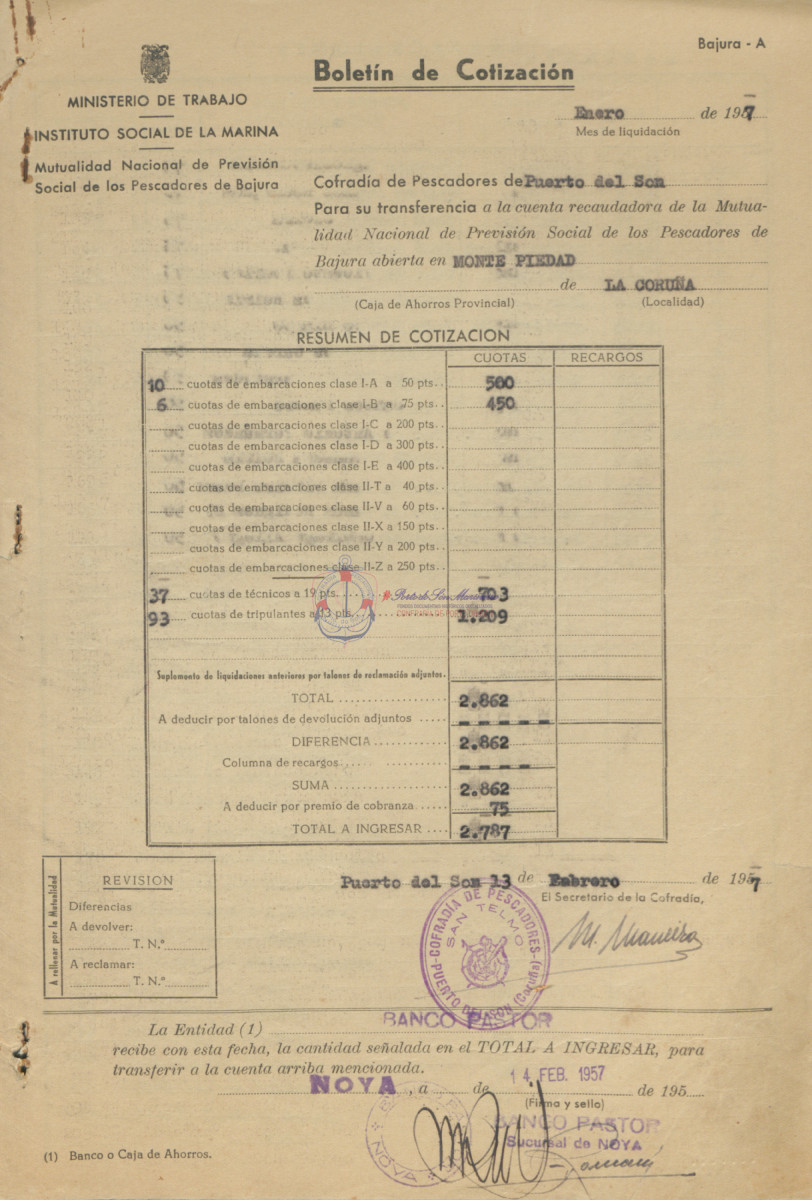 Bajura - A
Boletín de Cotización
MINISTERIO DE TRABAJO
INSTITUTO SOCIAL DE LA MARINA
Mutualidad Nacional de Previsión
Social de los Pescadores de Bajura
Enero de 1957
Mes de liquidación
Cofradía de Pescadores de Puerto del Son
Para su transferencia a la cuenta recaudadora de la Mutua-
lidad Nacional de Previsión Social de los Pescadores de
Bajura abierta en MONTE PIEDAD
de LA CORUÑA
(Caja de Ahorros Provincial) (Localidad)
RESUMEN DE COTIZACION
CUOTAS RECARGOS
10 cuotas de embarcaciones clase I-A a 50 pts. 500
6 cuotas de embarcaciones clase I-B a 75 pts. 450
cuotas de embarcaciones clase I-C a 200 pts.
cuotas de embarcaciones clase I-D a 300 pts.
cuotas de embarcaciones clase I-E a 400 pts.
cuotas de embarcaciones clase II-T a 40 pts.
cuotas de embarcaciones clase II-V a 60 pts.
cuotas de embarcaciones clase II-X a 150 pts.
cuotas de embarcaciones clase II-Y a 200 pts.
cuotas de embarcaciones clase II-Z a 250 pts.
37 cuotas de técnicos a 19 pts. 703
93 cuotas de tripulantes a 13 pts. 1.209
Suplemento de liquidaciones anteriores por talones de reclamación adjuntos.
TOTAL 2.862
A deducir por talones de devolución adjuntos - - - - -
DIFERENCIA 2.862
Columna de recargos - - - -
SUMA 2.862
A deducir por premio de cobranza 75
TOTAL A INGRESAR 2.787
A rellenar por la Mutualidad
REVISION
Diferencias
A devolver:
T. N.º
A reclamar:
T. N.º
Puerto del Son 13 de Febrero de 1957
El Secretario de la Cofradía,
M. Maneiro
COFRADÍA DE PESCADORES
SAN TELMO
PUERTO DEL SON (Coruña)
BANCO PASTOR
La Entidad (1)
recibe con esta fecha, la cantidad señalada en el TOTAL A INGRESAR, para
transferir a la cuenta arriba mencionada.
NOYA, a de 14 FEB. 1957 de 195
(Firma y sello)
BANCO PASTOR
Sucursal de NOYA
(1) Banco o Caja de Ahorros.